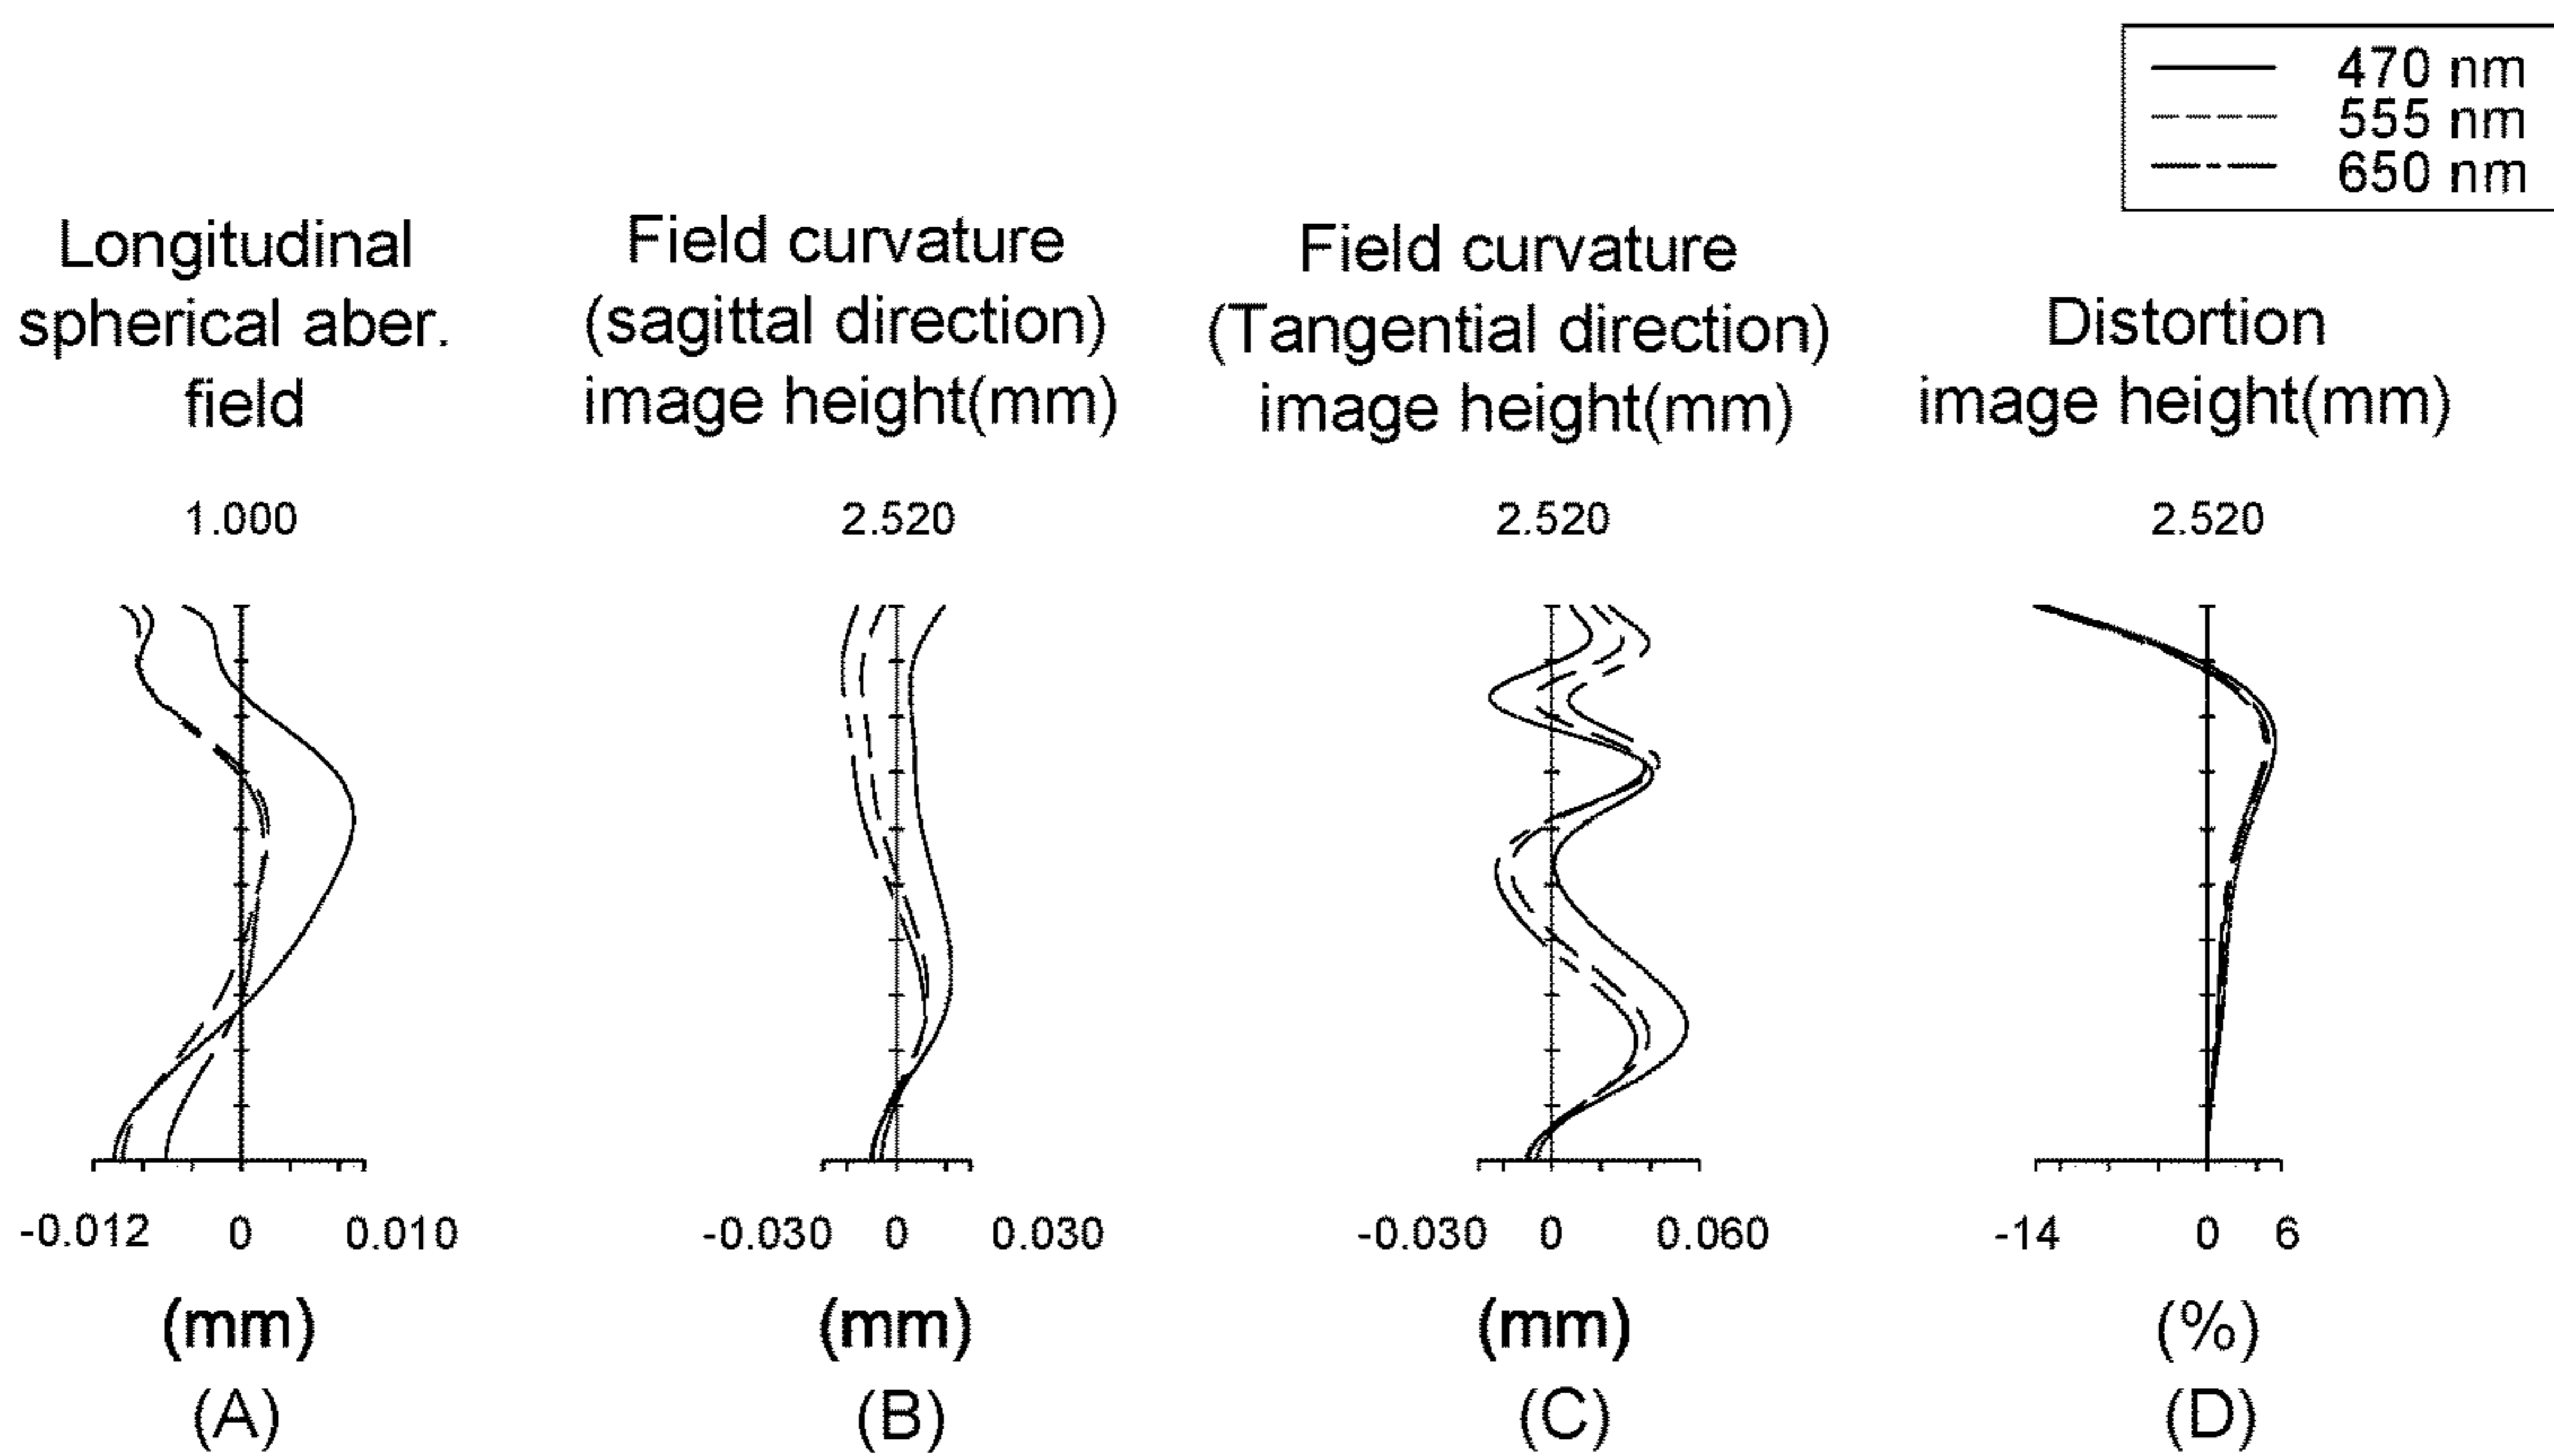 470 nm
555 nm
650 nm
Longitudinal
spherical aber.
field
1.000
-0.012 0 0.010
(mm)
(A)
Field curvature
(sagittal direction)
image height(mm)
2.520
-0.030 0 0.030
(mm)
(B)
Field curvature
(Tangential direction)
image height(mm)
2.520
-0.030 0 0.060
(mm)
(C)
Distortion
image height(mm)
2.520
-14 0 6
(%)
(D)